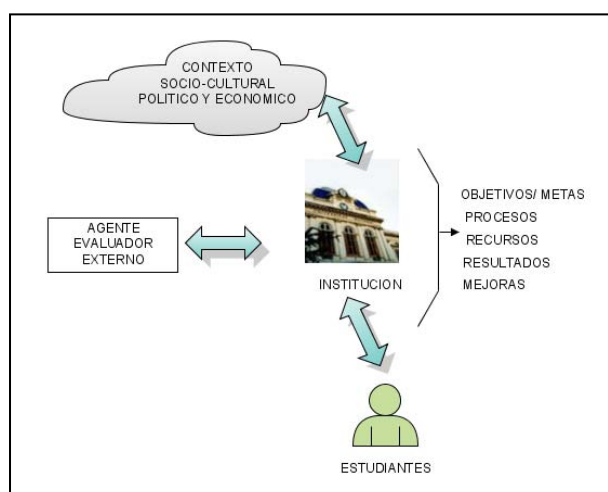 CONTEXTO
SOCIO-CULTURAL
POLITICO Y ECONOMICO
AGENTE
EVALUADOR
EXTERNO
INSTITUCION
OBJETIVOS/ METAS
PROCESOS
RECURSOS
RESULTADOS
MEJORAS
ESTUDIANTES